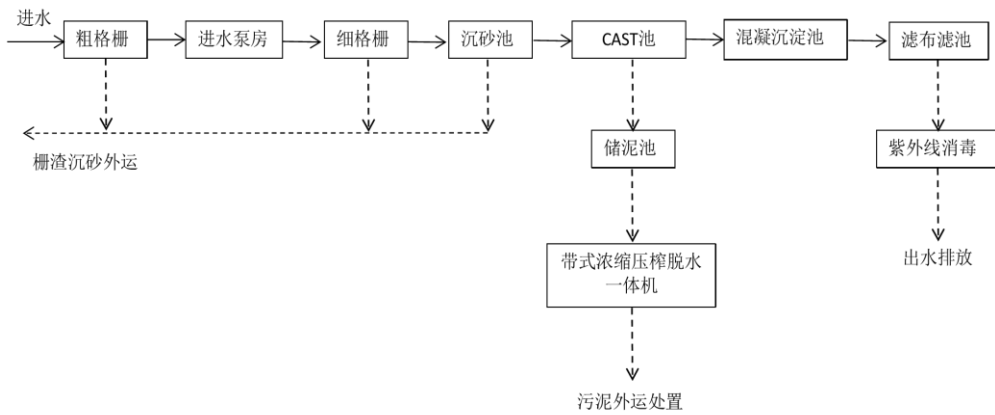 进水
粗格栅
进水泵房
细格栅
沉砂池
CAST池
混凝沉淀池
滤布滤池
栅渣沉砂外运
储泥池
紫外线消毒
带式浓缩压榨脱水
一体机
出水排放
污泥外运处置